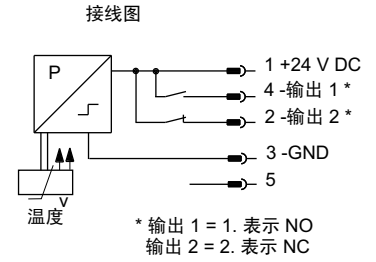 接线图
P
1 +24 V DC
4 -输出 1 *
2 -输出 2 *
3 -GND
5
v
温度
* 输出 1 = 1. 表示 NO
输出 2 = 2. 表示 NC